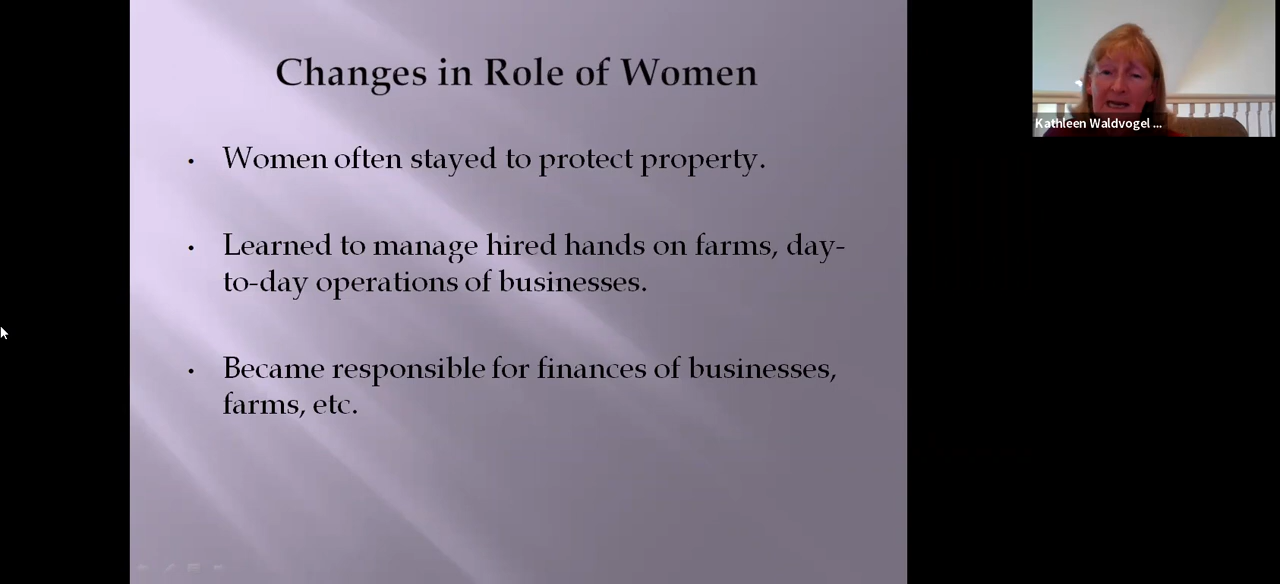 Changes in Role of Women
• Women often stayed to protect property.
• Learned to manage hired hands on farms, day-
to-day operations of businesses.
• Became responsible for finances of businesses,
farms, etc.
Kathleen Waldvogel ...